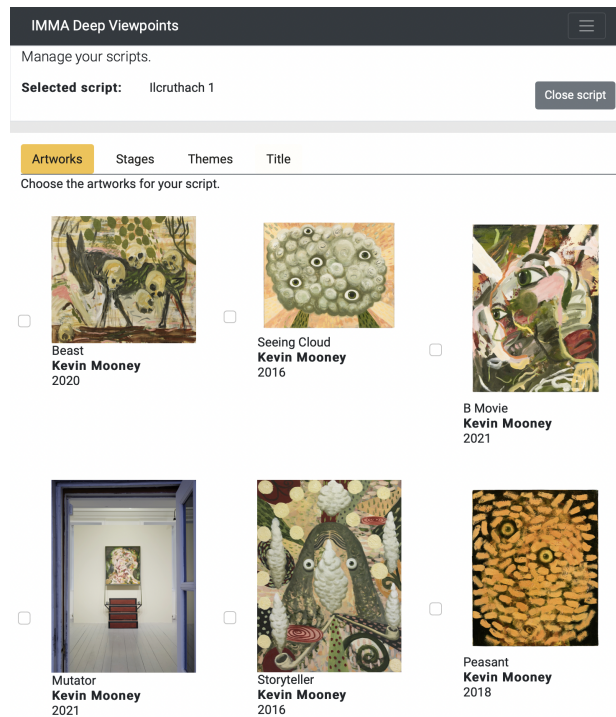 IMMA Deep Viewpoints
Manage your scripts.
Selected script: Ilcruthach 1
Close script
Artworks Stages Themes Title
Choose the artworks for your script.
Beast
Kevin Mooney
2020
Seeing Cloud
Kevin Mooney
2016
B Movie
Kevin Mooney
2021
Mutator
Kevin Mooney
2021
Storyteller
Kevin Mooney
2016
Peasant
Kevin Mooney
2018